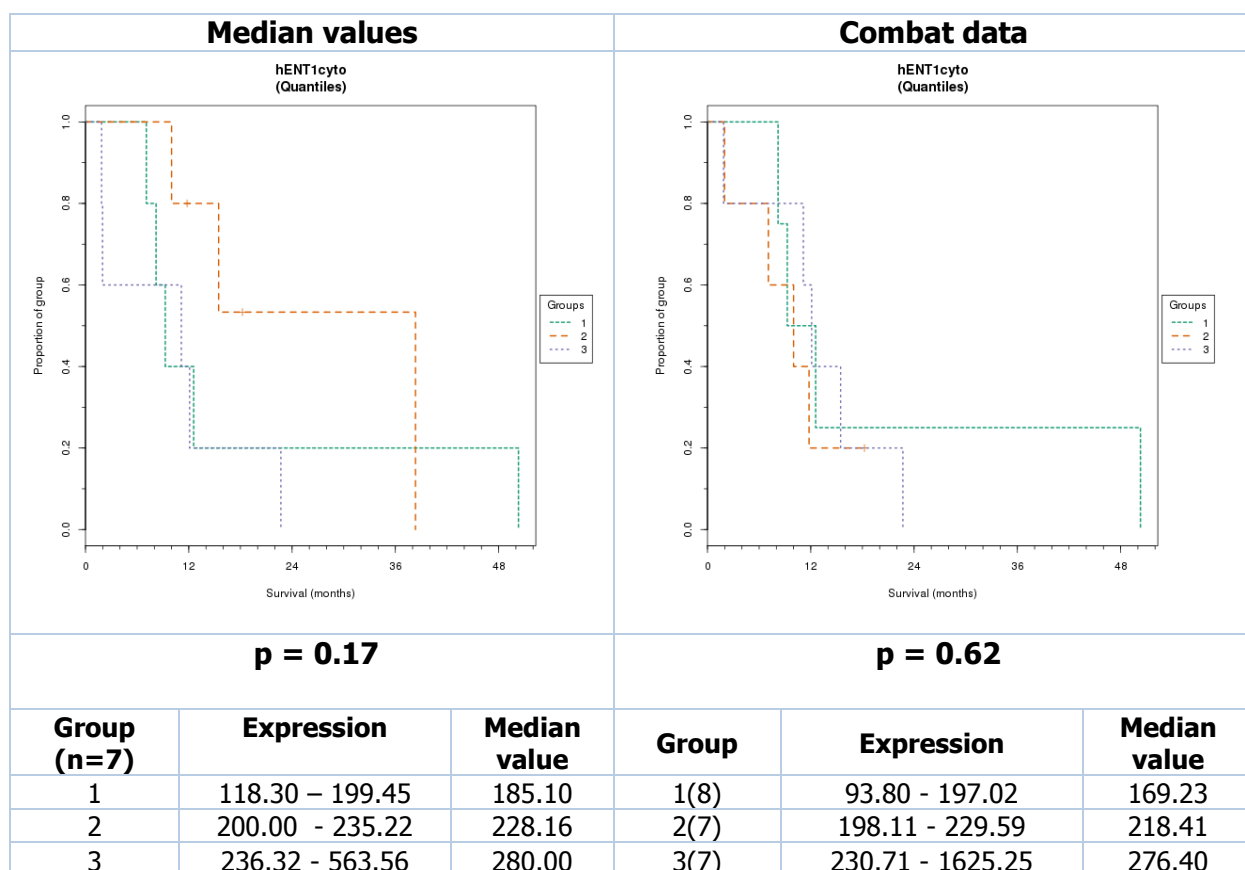 Median values
Combat data
hENT1cyto
(Quantiles)
Proportion of group
1.0
0.8
0.6
0.4
0.2
0.0
0 12 24 36 48
Survival (months)
Groups
1
2
3
hENT1cyto
(Quantiles)
Proportion of group
1.0
0.8
0.6
0.4
0.2
0.0
0 12 24 36 48
Survival (months)
Groups
1
2
3
p = 0.17
p = 0.62
Group (n=7) Expression Median value Group Expression Median value
1 118.30 – 199.45 185.10 1(8) 93.80 - 197.02 169.23
2 200.00 - 235.22 228.16 2(7) 198.11 - 229.59 218.41
3 236.32 - 563.56 280.00 3(7) 230.71 - 1625.25 276.40